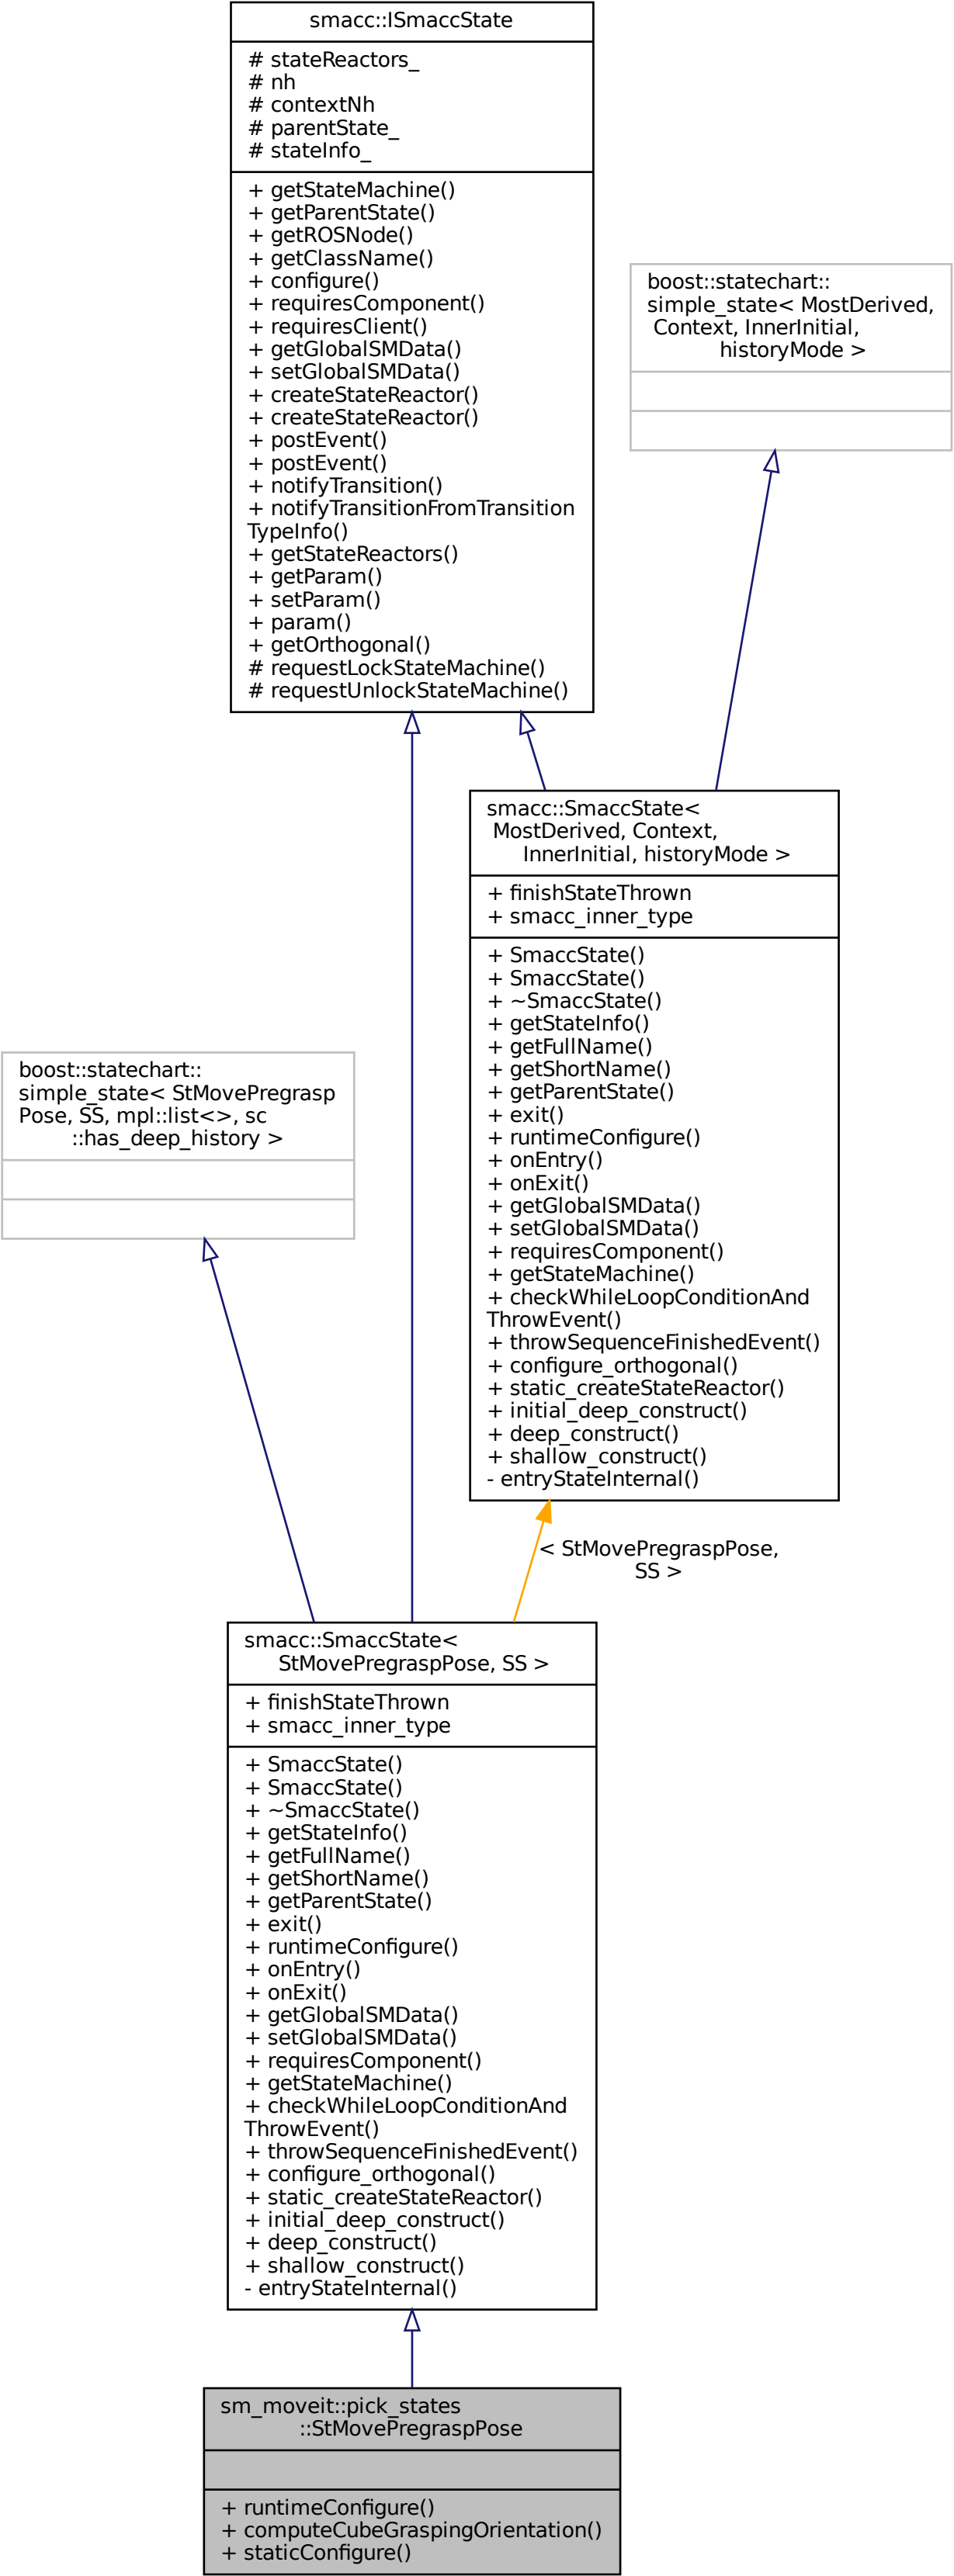 smacc::ISmaccState
# stateReactors_
# nh
# contextNh
# parentState_
# stateInfo_
+ getStateMachine()
+ getParentState()
+ getROSNode()
+ getClassName()
+ configure()
+ requiresComponent()
+ requiresClient()
+ getGlobalSMData()
+ setGlobalSMData()
+ createStateReactor()
+ createStateReactor()
+ postEvent()
+ postEvent()
+ notifyTransition()
+ notifyTransitionFromTransition
TypeInfo()
+ getStateReactors()
+ getParam()
+ setParam()
+ param()
+ getOrthogonal()
# requestLockStateMachine()
# requestUnlockStateMachine()
boost::statechart::
simple_state< MostDerived,
Context, InnerInitial,
historyMode >
smacc::SmaccState<
MostDerived, Context,
InnerInitial, historyMode >
+ finishStateThrown
+ smacc_inner_type
+ SmaccState()
+ SmaccState()
+ ~SmaccState()
+ getStateInfo()
+ getFullName()
+ getShortName()
+ getParentState()
+ exit()
+ runtimeConfigure()
+ onEntry()
+ onExit()
+ getGlobalSMData()
+ setGlobalSMData()
+ requiresComponent()
+ getStateMachine()
+ checkWhileLoopConditionAnd
ThrowEvent()
+ throwSequenceFinishedEvent()
+ configure_orthogonal()
+ static_createStateReactor()
+ initial_deep_construct()
+ deep_construct()
+ shallow_construct()
- entryStateInternal()
boost::statechart::
simple_state< StMovePregrasp
Pose, SS, mpl::list<>, sc
::has_deep_history >
< StMovePregraspPose,
SS >
smacc::SmaccState<
StMovePregraspPose, SS >
+ finishStateThrown
+ smacc_inner_type
+ SmaccState()
+ SmaccState()
+ ~SmaccState()
+ getStateInfo()
+ getFullName()
+ getShortName()
+ getParentState()
+ exit()
+ runtimeConfigure()
+ onEntry()
+ onExit()
+ getGlobalSMData()
+ setGlobalSMData()
+ requiresComponent()
+ getStateMachine()
+ checkWhileLoopConditionAnd
ThrowEvent()
+ throwSequenceFinishedEvent()
+ configure_orthogonal()
+ static_createStateReactor()
+ initial_deep_construct()
+ deep_construct()
+ shallow_construct()
- entryStateInternal()
sm_moveit::pick_states
::StMovePregraspPose
+ runtimeConfigure()
+ computeCubeGraspingOrientation()
+ staticConfigure()